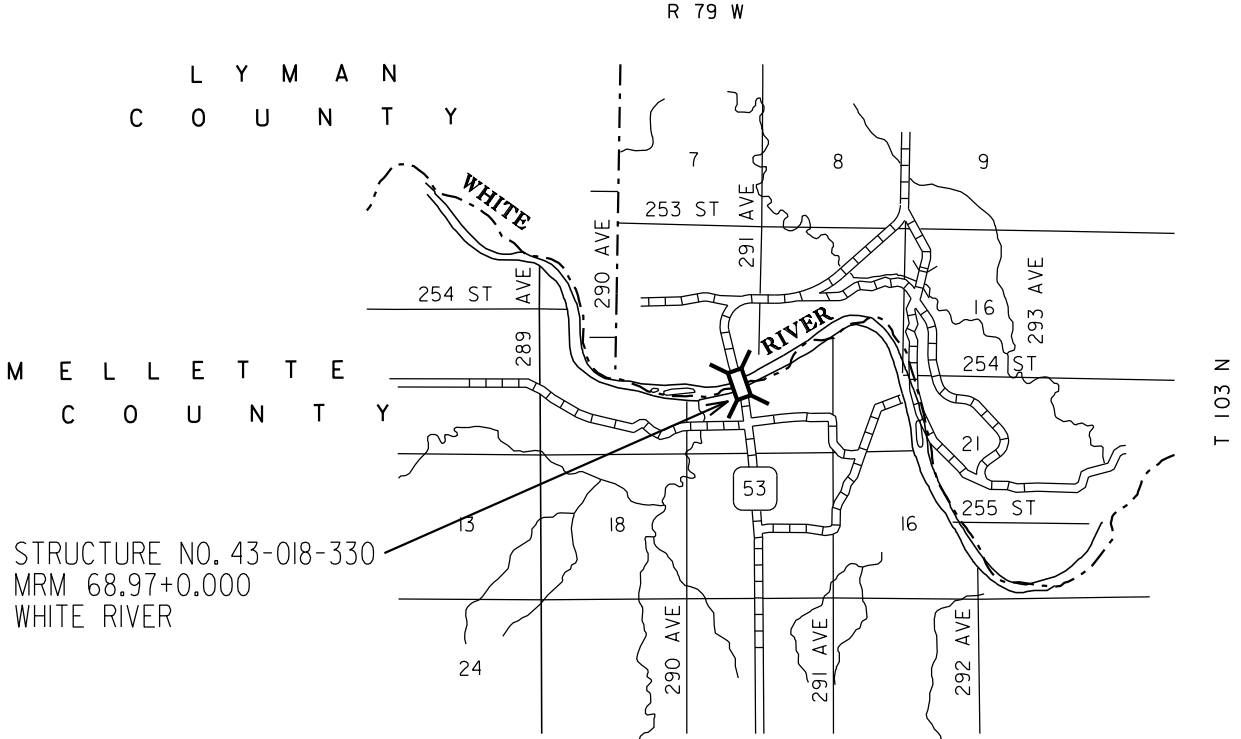 R 79 W
L Y M A N
C O U N T Y
7
8
9
WHITE
253 ST
291 AVE
290 AVE
293 AVE
289 AVE
254 ST
16
RIVER
254 ST
M E L L E T T E
C O U N T Y
T 103 N
21
53
255 ST
13
18
16
STRUCTURE NO. 43-018-330
MRM 68.97+0.000
WHITE RIVER
290 AVE
291 AVE
292 AVE
24